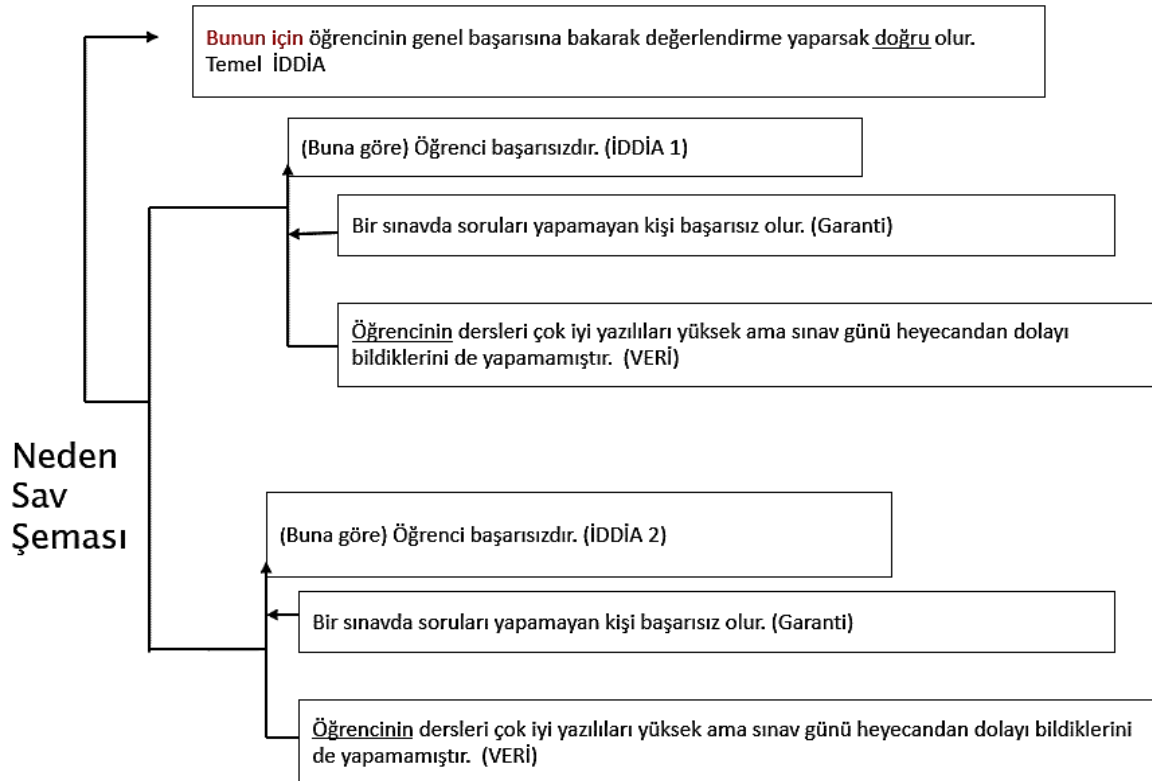 Bunun için öğrencinin genel başarısına bakarak değerlendirme yaparsak doğru olur.
Temel İDDİA
(Buna göre) Öğrenci başarısızdır. (İDDİA 1)
Bir sınavda soruları yapamayan kişi başarısız olur. (Garanti)
Öğrencinin dersleri çok iyi yazılıları yüksek ama sınav günü heyecandan dolayı
bildiklerini de yapamamıştır. (VERİ)
Neden
Sav
Şeması
(Buna göre) Öğrenci başarısızdır. (İDDİA 2)
Bir sınavda soruları yapamayan kişi başarısız olur. (Garanti)
Öğrencinin dersleri çok iyi yazılıları yüksek ama sınav günü heyecandan dolayı bildiklerini
de yapamamıştır. (VERİ)